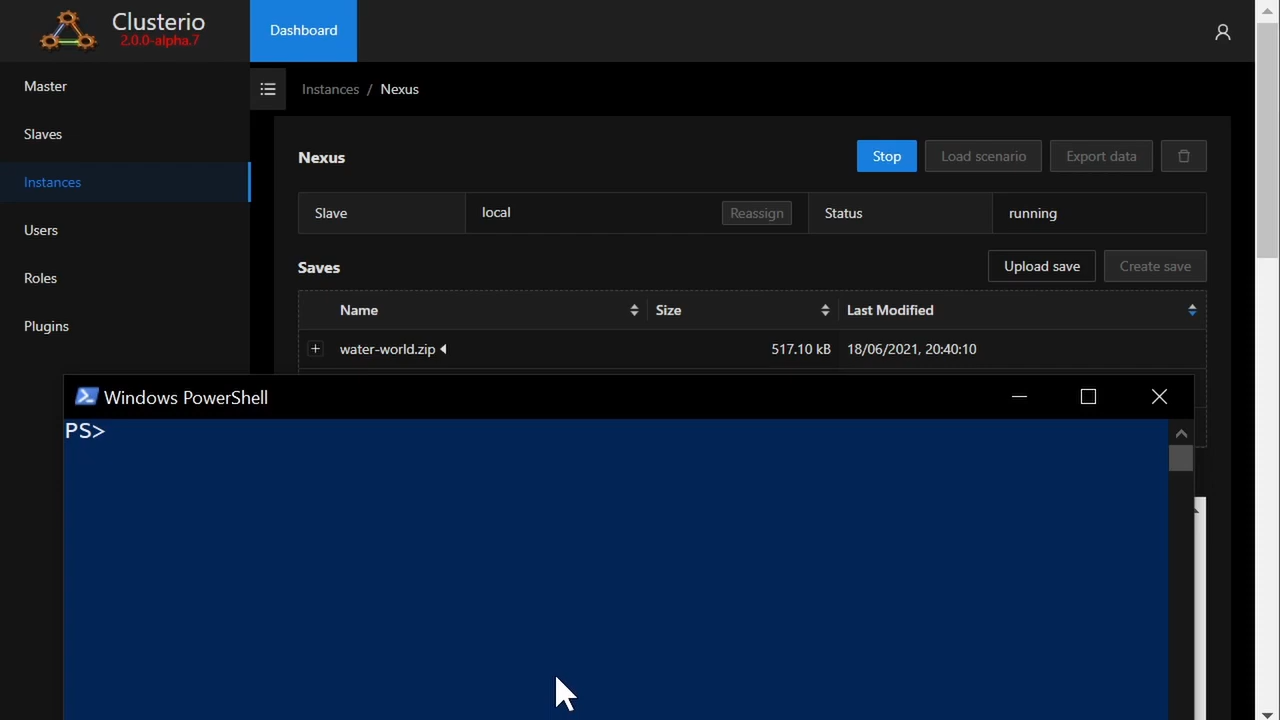 Clusterio
2.0.0-alpha.7
Dashboard
Master
Slaves
Instances
Users
Roles
Plugins
Instances / Nexus
Nexus
Stop
Load scenario
Export data
Slave
local
Reassign
Status
running
Saves
Upload save
Create save
Name
Size
Last Modified
water-world.zip
517.10 kB
18/06/2021, 20:40:10
Windows PowerShell
PS>